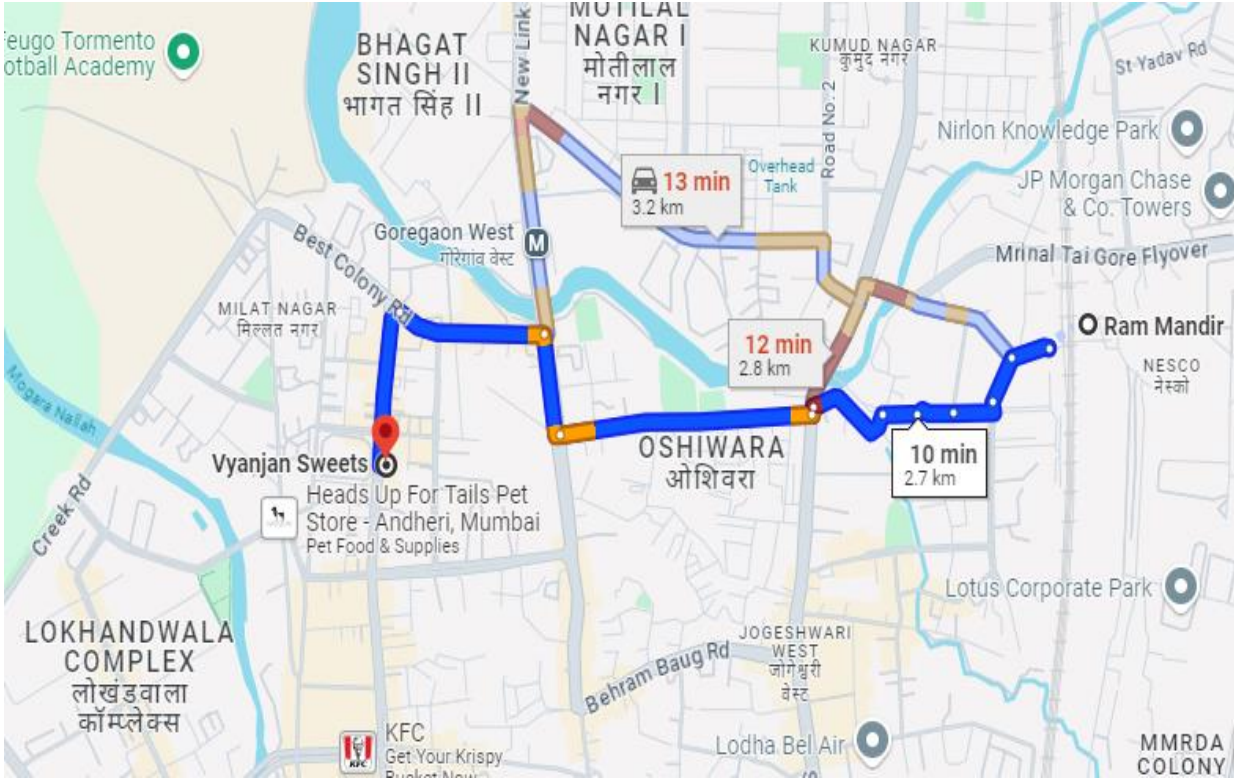 Feugo Tormento
ootball Academy
BHAGAT
SINGH II
भागत सिंह II
New Link
MOTILAL
NAGAR I
मोतीलाल
नगर I
KUMUD NAGAR
कुमुद नगर
St Yadav Rd
Road No. 2
Nirlon Knowledge Park
Overhead
Tank
13 min
3.2 km
JP Morgan Chase
& Co. Towers
Goregaon West
गोरेगांव वेस्ट
M
Best Colony Rd
Mrinal Tai Gore Flyover
MILAT NAGAR
मिल्लत नगर
12 min
2.8 km
Ram Mandir
NESCO
नेस्को
Mogara Nallah
OSHIWARA
ओशिवरा
10 min
2.7 km
Vyanjan Sweets
Heads Up For Tails Pet
Store - Andheri, Mumbai
Pet Food & Supplies
Creek Rd
Lotus Corporate Park
LOKHANDWALA
COMPLEX
लोखंडवाला
कॉम्प्लेक्स
JOGESHWARI
WEST
जोगेश्वरी
वेस्ट
Behram Baug Rd
KFC
KFC
Get Your Krispy
Bucket Now
Lodha Bel Air
MMRDA
COLONY